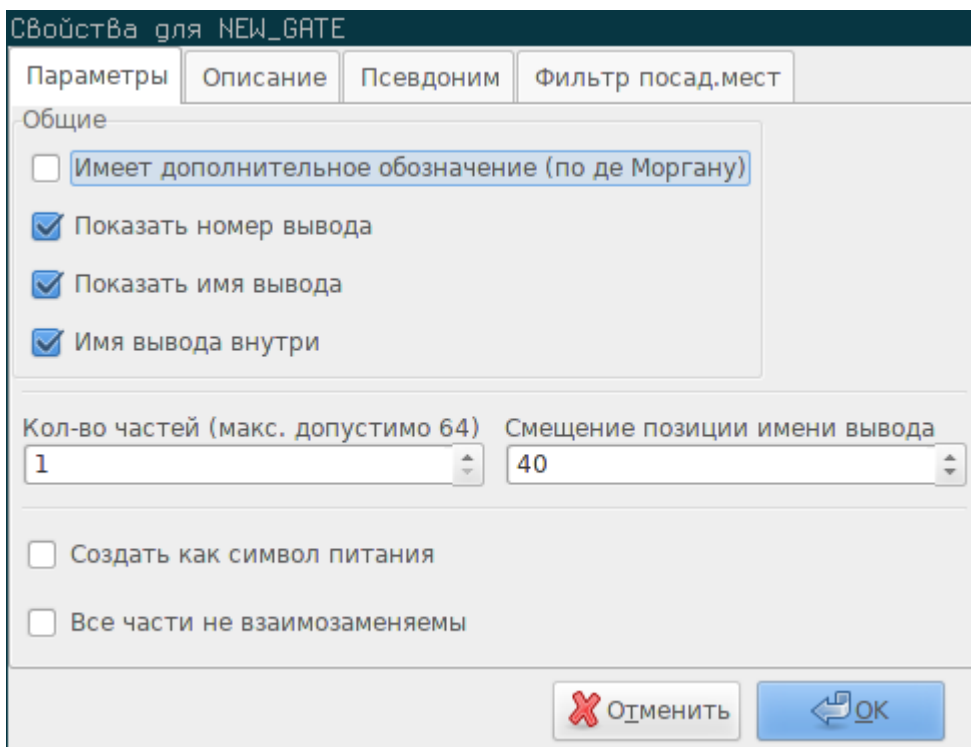 Свойства для NEW_GATE
Параметры Описание Псевдоним Фильтр посад.мест
Общие
Имеет дополнительное обозначение (по де Моргану)
Показать номер вывода
Показать имя вывода
Имя вывода внутри
Кол-во частей (макс. допустимо 64) Смещение позиции имени вывода
1 40
Создать как символ питания
Все части не взаимозаменяемы
Отменить OK